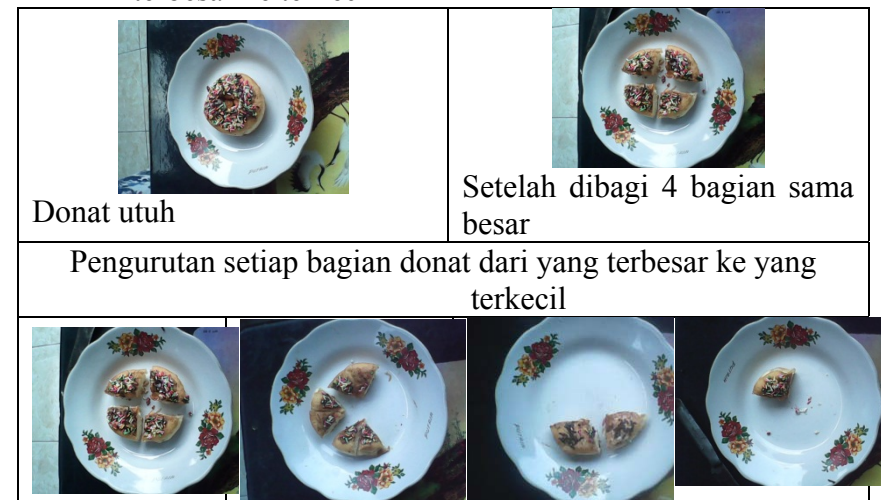 Donat utuh
Setelah dibagi 4 bagian sama
besar
Pengurutan setiap bagian donat dari yang terbesar ke yang
terkecil